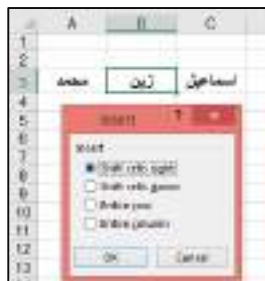 A B C
1
2
3 محمد زين اسماعيل
4
5 Insert ?
6
7 Insert
8 Shift cells right
9 Shift cells down
10 Entire row
11 Entire column
12 OK Cancel
13